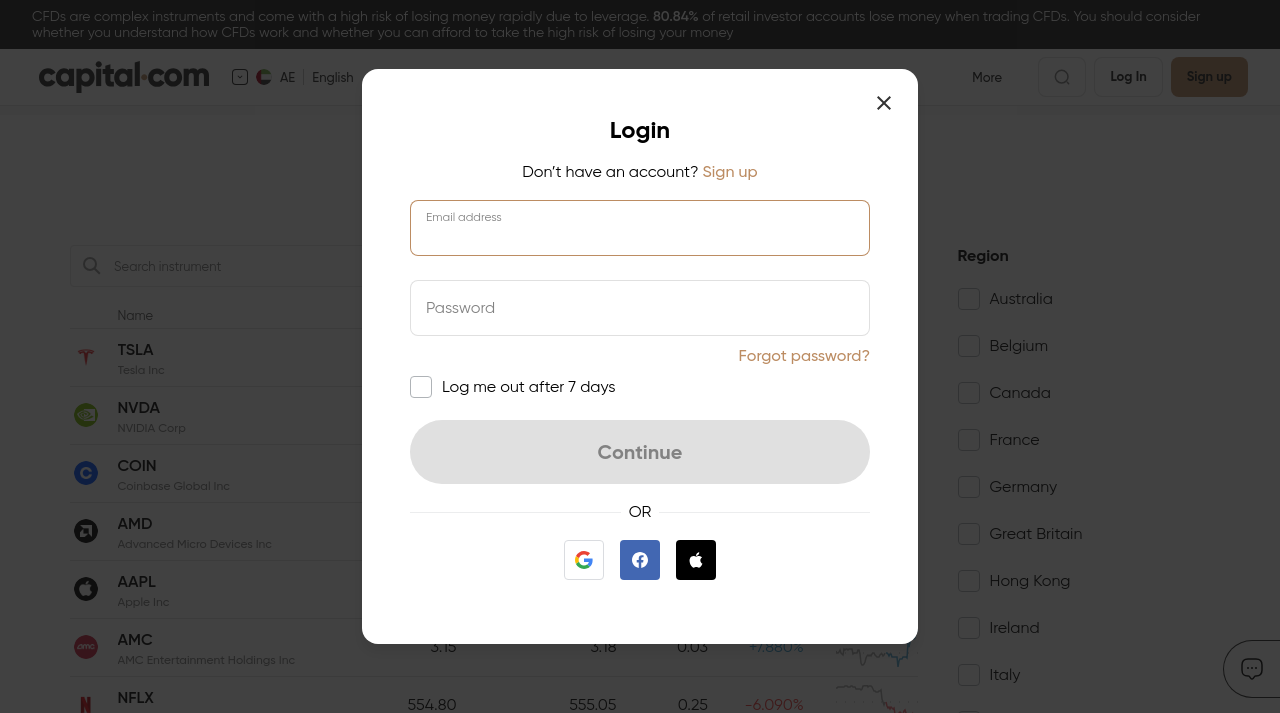 CFDs are complex instruments and come with a high risk of losing money rapidly due to leverage. 80.84% of retail investor accounts lose money when trading CFDs. You should consider
whether you understand how CFDs work and whether you can afford to take the high risk of losing your money
capital.com
AE
English
More
Log In
Sign up
Login
Don’t have an account? Sign up
Email address
Password
Forgot password?
Log me out after 7 days
Continue
OR
Search instrument
Name
TSLA
Tesla Inc
NVDA
NVIDIA Corp
COIN
Coinbase Global Inc
AMD
Advanced Micro Devices Inc
AAPL
Apple Inc
AMC
AMC Entertainment Holdings Inc
3.15 3.18 0.03 +7.880%
NFLX
554.80 555.05 0.25 -6.090%
Region
Australia
Belgium
Canada
France
Germany
Great Britain
Hong Kong
Ireland
Italy